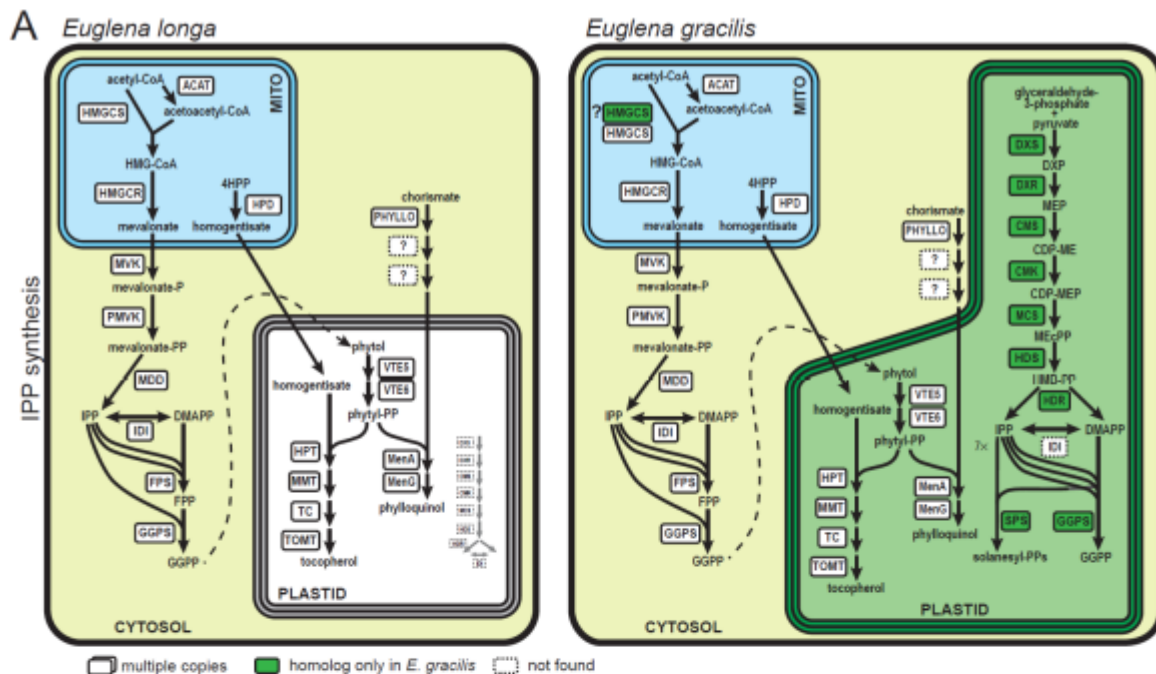 A
Euglena longa
Euglena gracilis
IPP synthesis
acetyl-CoA
ACAT
acetoacetyl-CoA
MITO
HMGCS
HMG-CoA
HMGCR
4HPP
HPD
mevalonate
homogentisate
chorismate
PHYLLO
?
?
MVK
mevalonate-P
PMVK
mevalonate-PP
MDD
IPP
DMAPP
IDI
FPS
FPP
GGPS
GGPP
phytol
VTE5
VTE6
homogentisate
phytyl-PP
HPT
MMT
TC
TOMT
tocopherol
MenA
MenG
phylloquinol
PLASTID
CYTOSOL
acetyl-CoA
ACAT
acetoacetyl-CoA
MITO
? HMGCS
HMGCS
HMG-CoA
HMGCR
4HPP
HPD
mevalonate
homogentisate
chorismate
PHYLLO
?
?
MVK
mevalonate-P
PMVK
mevalonate-PP
MDD
IPP
DMAPP
IDI
FPS
FPP
GGPS
GGPP
phytol
VTE5
VTE6
homogentisate
phytyl-PP
HPT
MMT
TC
TOMT
tocopherol
MenA
MenG
phylloquinol
glyceraldehyde-
3-phosphate
+
pyruvate
DXS
DXP
DXR
MEP
CMS
CDP-ME
CMK
CDP-MEP
MCS
MEcPP
HDS
HMD-PP
HDR
IPP
DMAPP
IDI
7x
SPS
GGPS
solanesyl-PPs
GGPP
PLASTID
CYTOSOL
multiple copies
homolog only in E. gracilis
not found